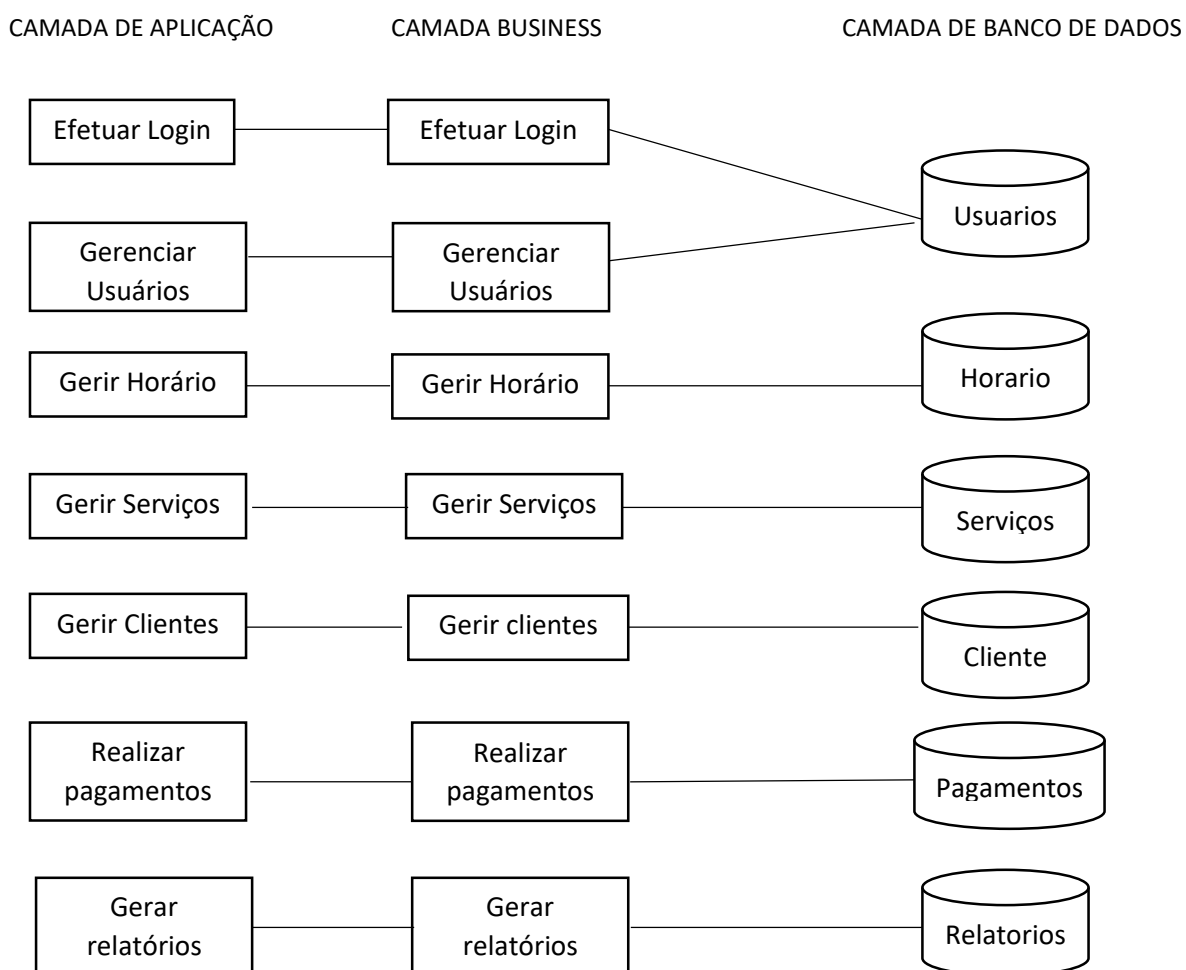 CAMADA DE APLICAÇÃO
CAMADA BUSINESS
CAMADA DE BANCO DE DADOS
Efetuar Login
Efetuar Login
Usuarios
Gerenciar
Usuários
Gerenciar
Usuários
Gerir Horário
Gerir Horário
Horario
Gerir Serviços
Gerir Serviços
Serviços
Gerir Clientes
Gerir clientes
Cliente
Realizar
pagamentos
Realizar
pagamentos
Pagamentos
Gerar
relatórios
Gerar
relatórios
Relatorios